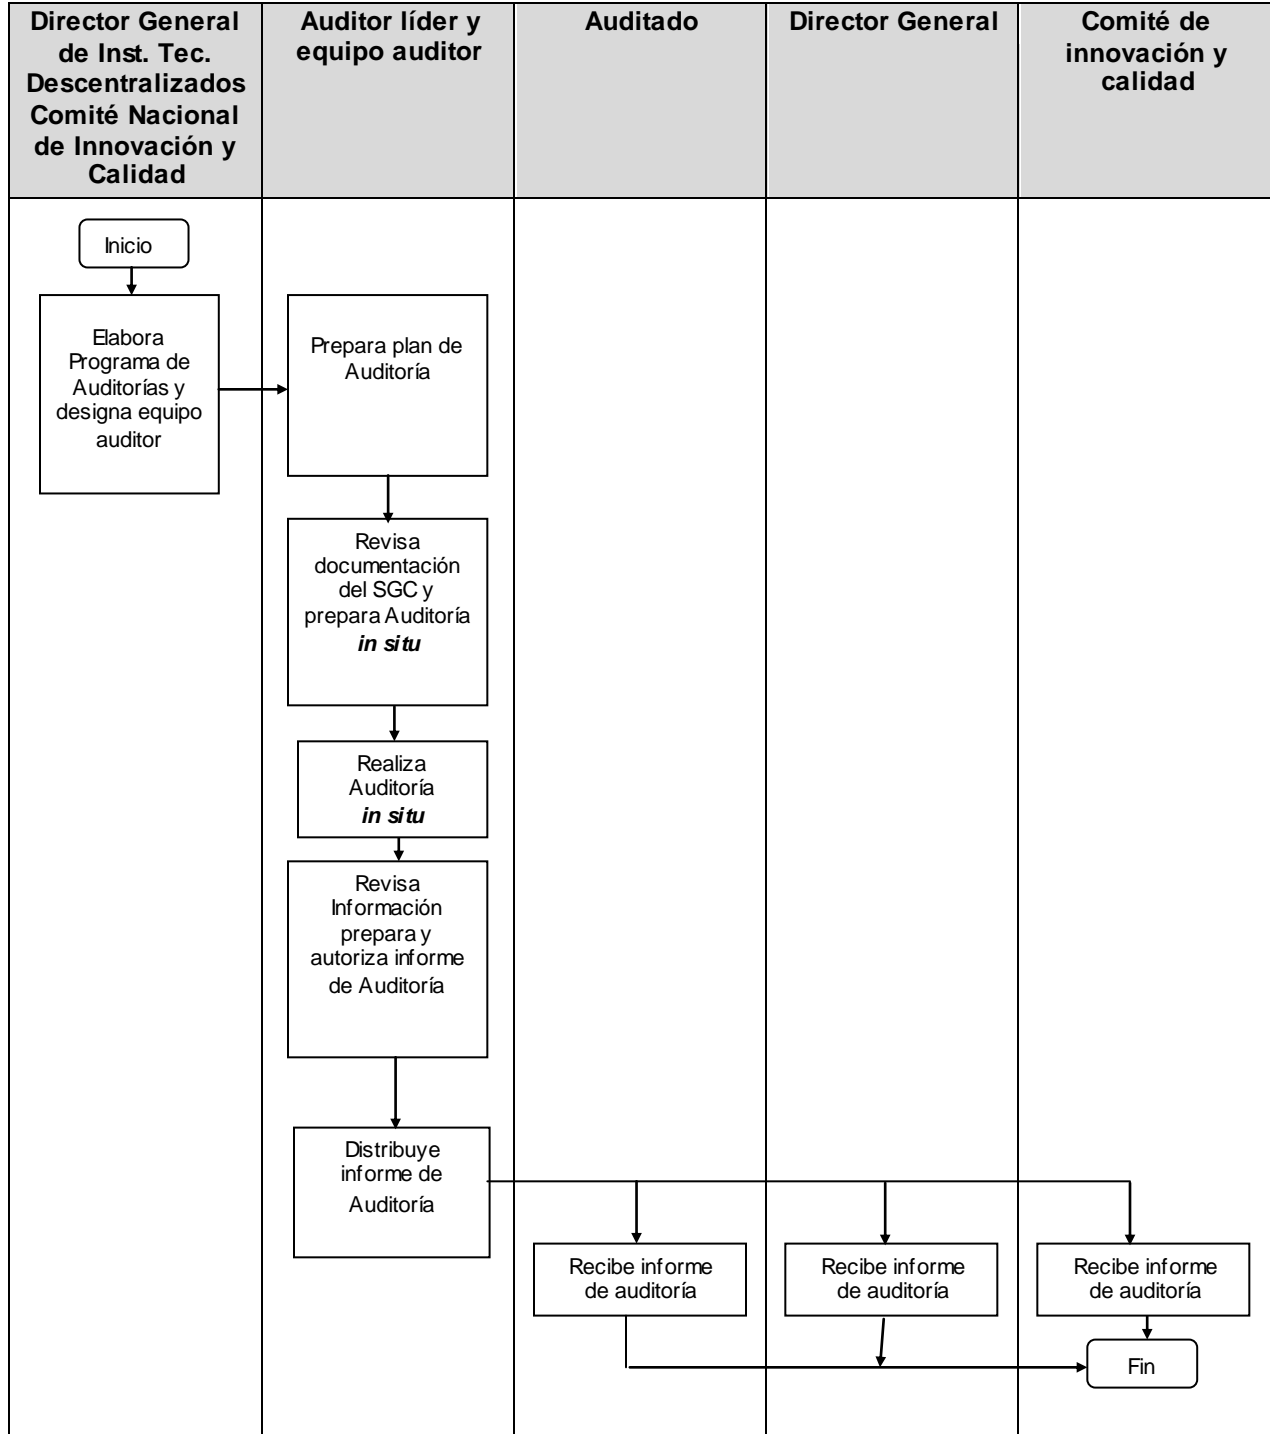 Director General
de Inst. Tec.
Descentralizados
Comité Nacional
de Innovación y
Calidad
Auditor líder y
equipo auditor
Auditado
Director General
Comité de
innovación y
calidad
Inicio
Elabora
Programa de
Auditorías y
designa equipo
auditor
Prepara plan de
Auditoría
Revisa
documentación
del SGC y
prepara Auditoría
in situ
Realiza
Auditoría
in situ
Revisa
Información
prepara y
autoriza informe
de Auditoría
Distribuye
informe de
Auditoría
Recibe informe
de auditoría
Recibe informe
de auditoría
Recibe informe
de auditoría
Fin